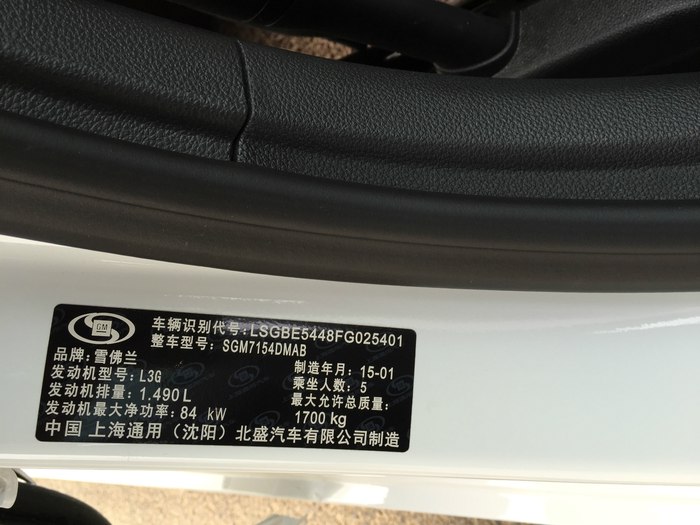 GM
车辆识别代号:LSGBE5448FG025401
整车型号: SGM7154DMAB
品牌:雪佛兰
制造年月: 15-01
发动机型号: L3G
乘坐人数: 5
发动机排量: 1.490L
最大允许总质量:
发动机最大净功率: 84 kW
1700 kg
中国 上海通用（沈阳）北盛汽车有限公司制造